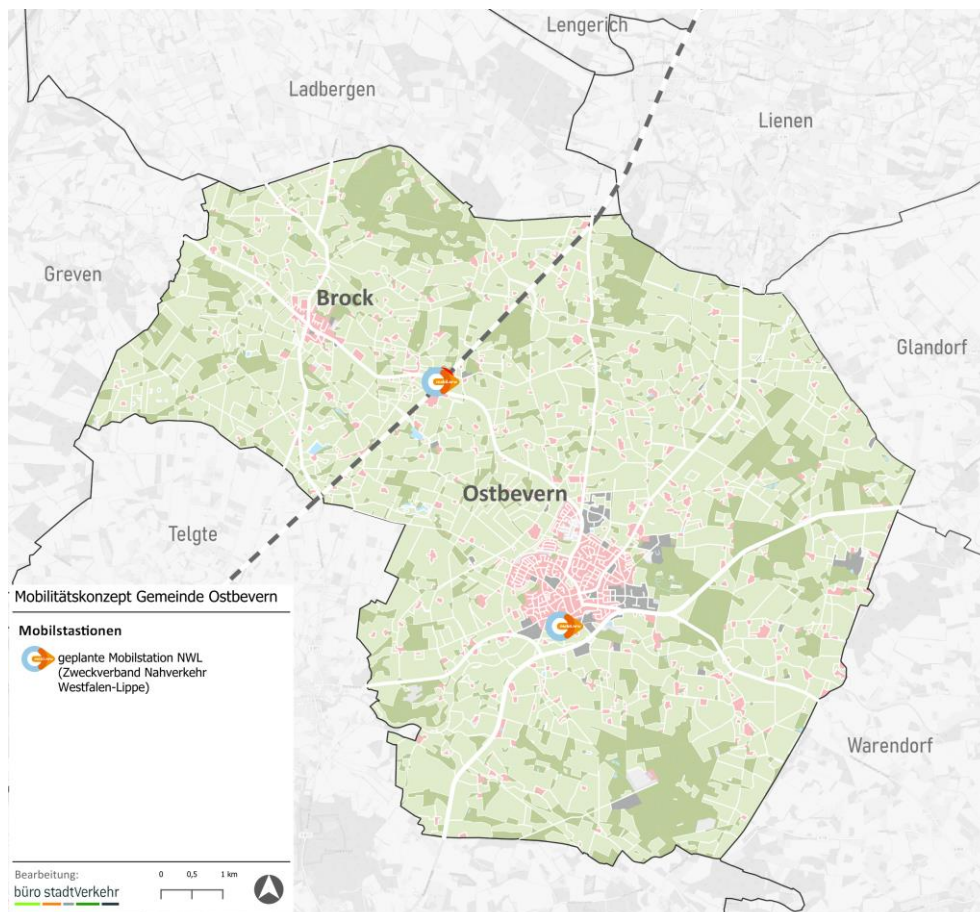 Lengerich
Ladbergen
Lienen
Greven
Brock
Glandorf
Ostbevern
Telgte
Mobilitätskonzept Gemeinde Ostbevern
Mobilstationen
geplante Mobilstation NWL
(Zweckverband Nahverkehr
Westfalen-Lippe)
Warendorf
Bearbeitung:
büro stadtVerkehr
0 0,5 1 km